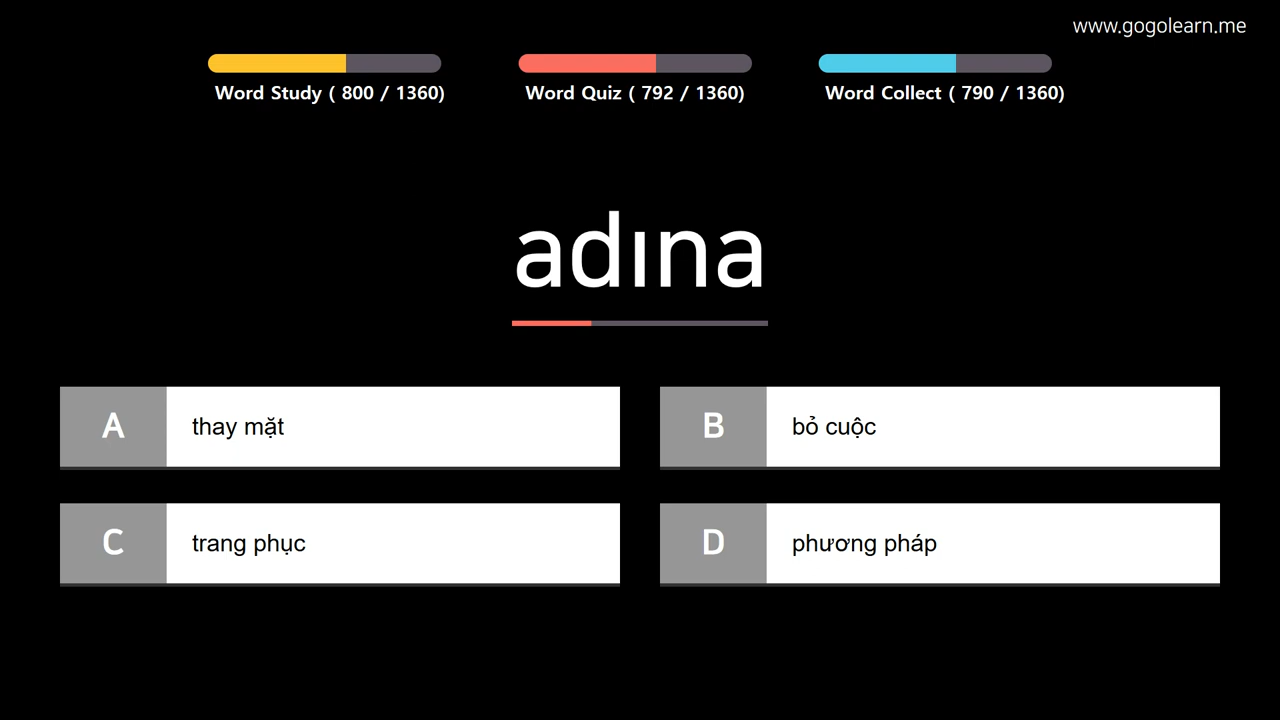 www.gogolearn.me
Word Study ( 800 / 1360)
Word Quiz ( 792 / 1360)
Word Collect ( 790 / 1360)
adına
A thay mặt
B bỏ cuộc
C trang phục
D phương pháp